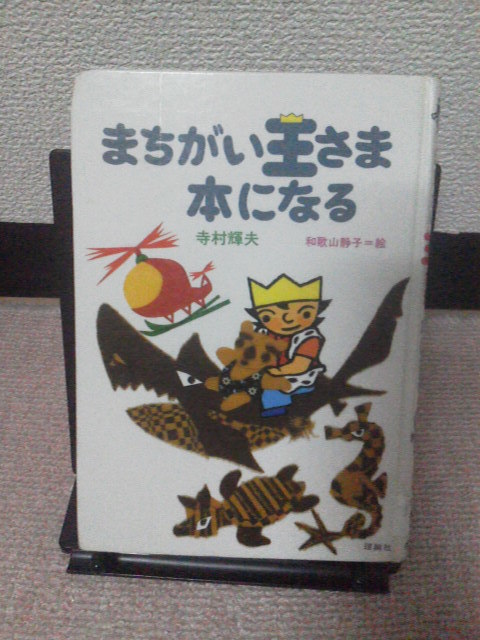 まちがい王さま
本になる
寺村輝夫
和歌山静子＝絵
理論社